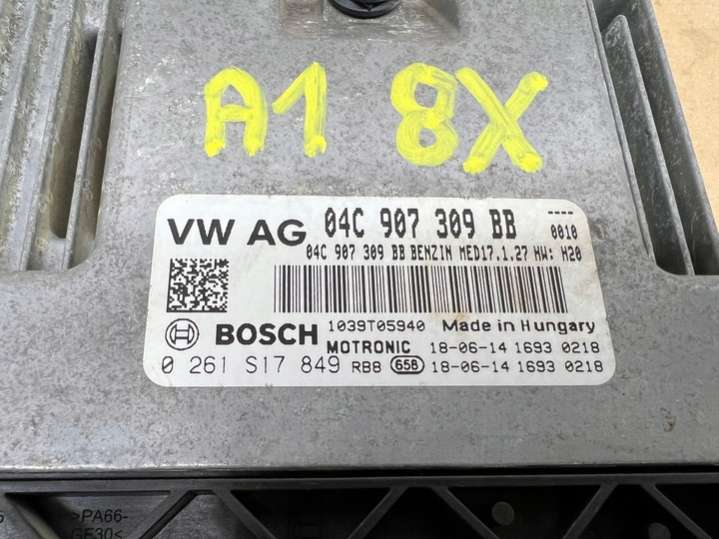 A1 8X
VW AG 04C 907 309 BB ----
0010
04C 907 309 BB BENZIN MED17.1.27 HW: H20
BOSCH 1039T05940 Made in Hungary
MOTRONIC 18-06-14 1693 0218
0 261 S17 849 RBB 658 18-06-14 1693 0218
>PA66-
GF30<